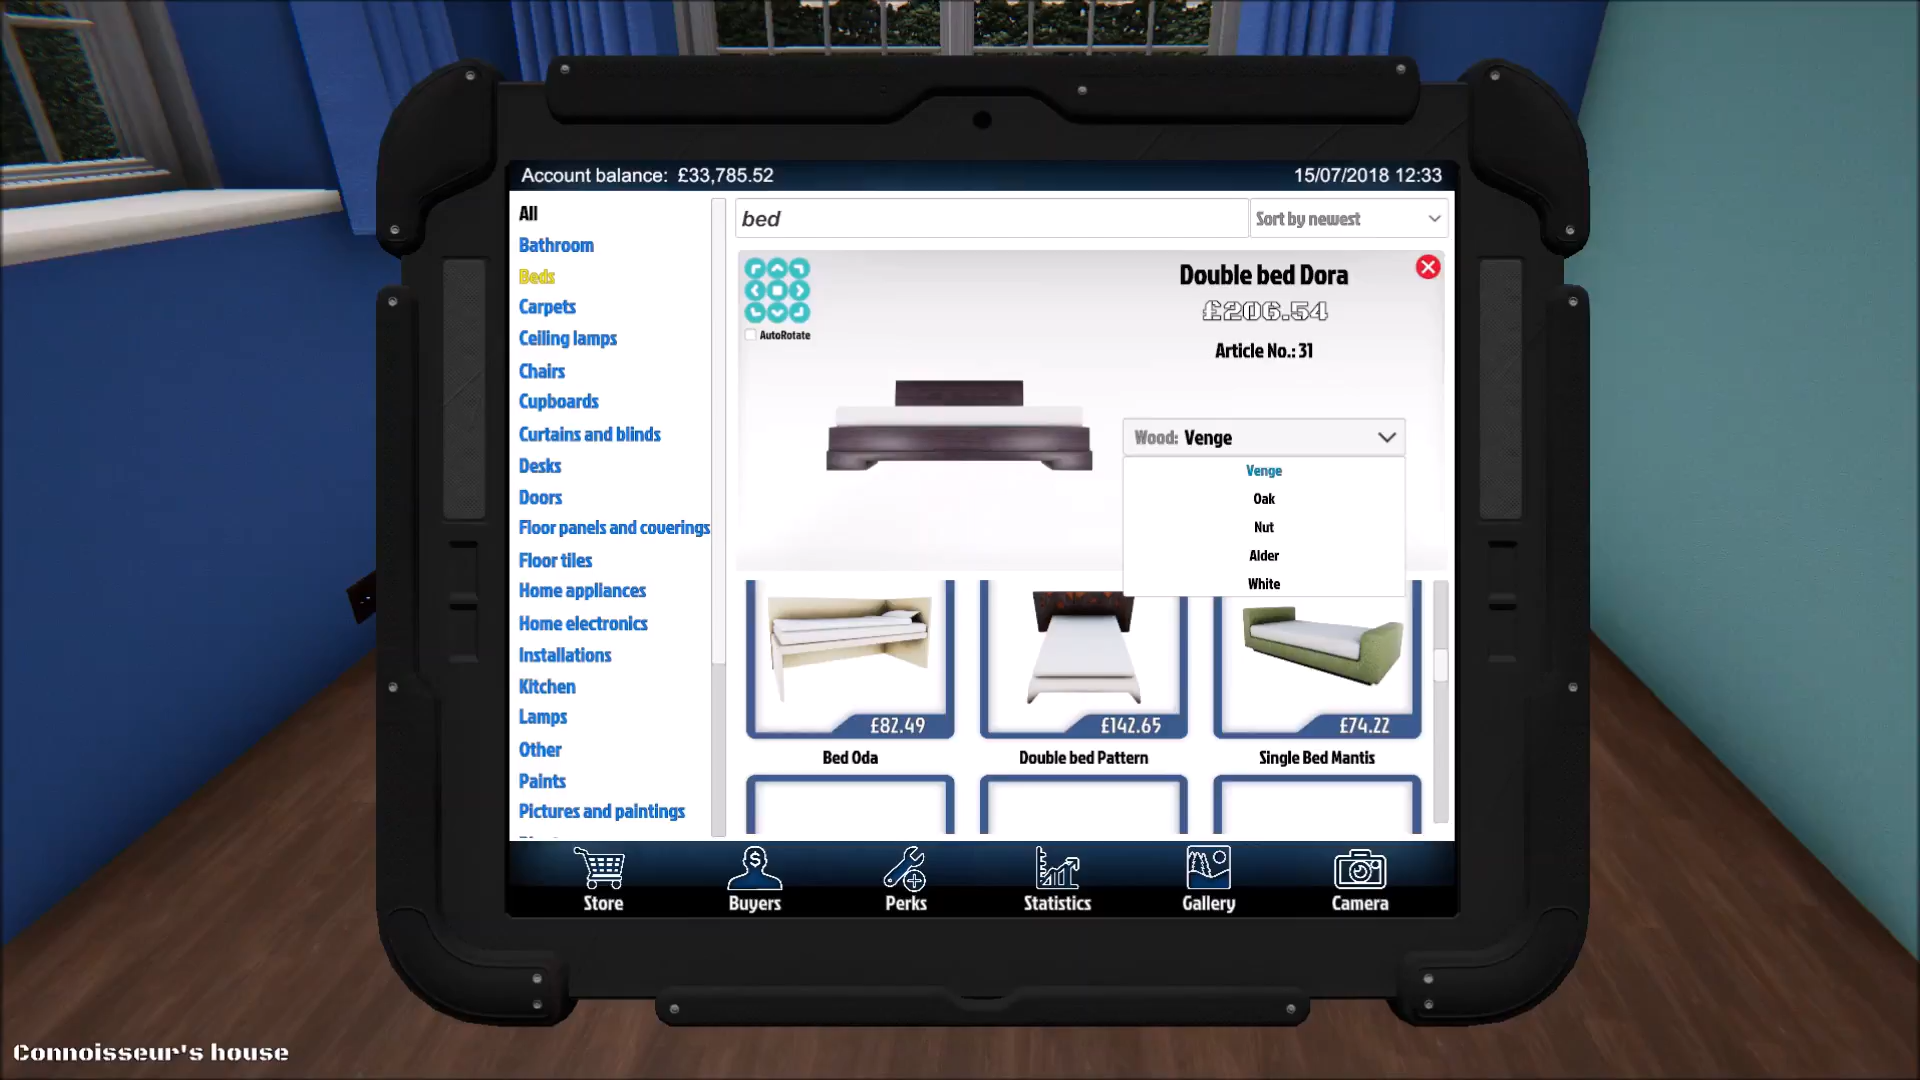 Account balance: £33,785.52
15/07/2018 12:33
All
Bathroom
Beds
Carpets
Ceiling lamps
Chairs
Cupboards
Curtains and blinds
Desks
Doors
Floor panels and coverings
Floor tiles
Home appliances
Home electronics
Installations
Kitchen
Lamps
Other
Paints
Pictures and paintings
bed
Sort by newest
AutoRotate
Double bed Dora
£206.54
Article No.: 31
Wood: Venge
Venge
Oak
Nut
Alder
White
£82.49
Bed Oda
£142.65
Double bed Pattern
£74.22
Single Bed Mantis
Store
Buyers
Perks
Statistics
Gallery
Camera
Connoisseur's house